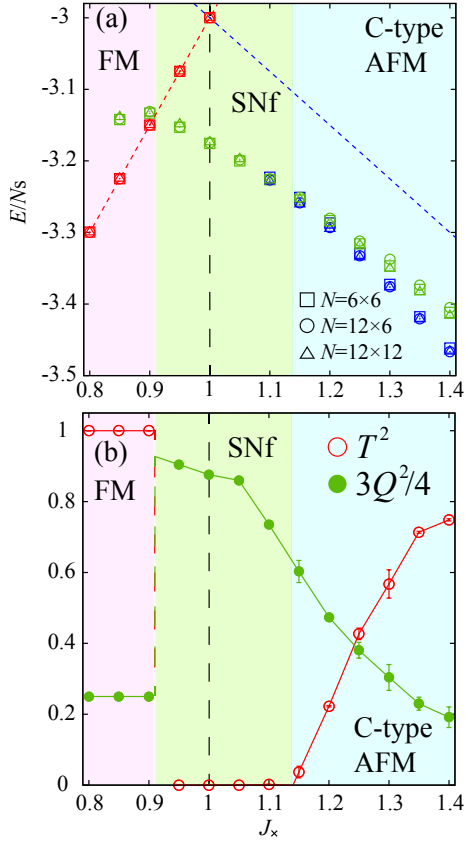 (a)
FM
SNf
C-type
AFM
E/Ns
-3
-3.1
-3.2
-3.3
-3.4
-3.5
N=6×6
N=12×6
N=12×12
0.8 0.9 1 1.1 1.2 1.3 1.4
(b)
FM
SNf
T²
3Q²/4
C-type
AFM
1
0.8
0.6
0.4
0.2
0
0.8 0.9 1 1.1 1.2 1.3 1.4
J×